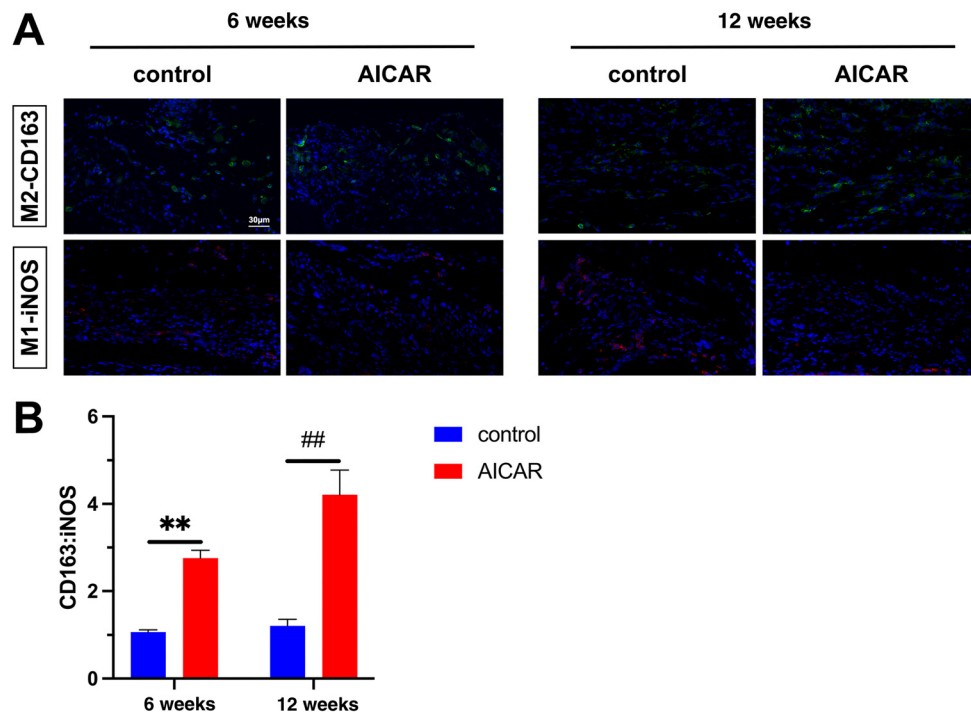 A
6 weeks
12 weeks
control
AICAR
control
AICAR
M2-CD163
30μm
M1-iNOS
B
CD163:iNOS
6
4
2
0
**
##
control
AICAR
6 weeks
12 weeks